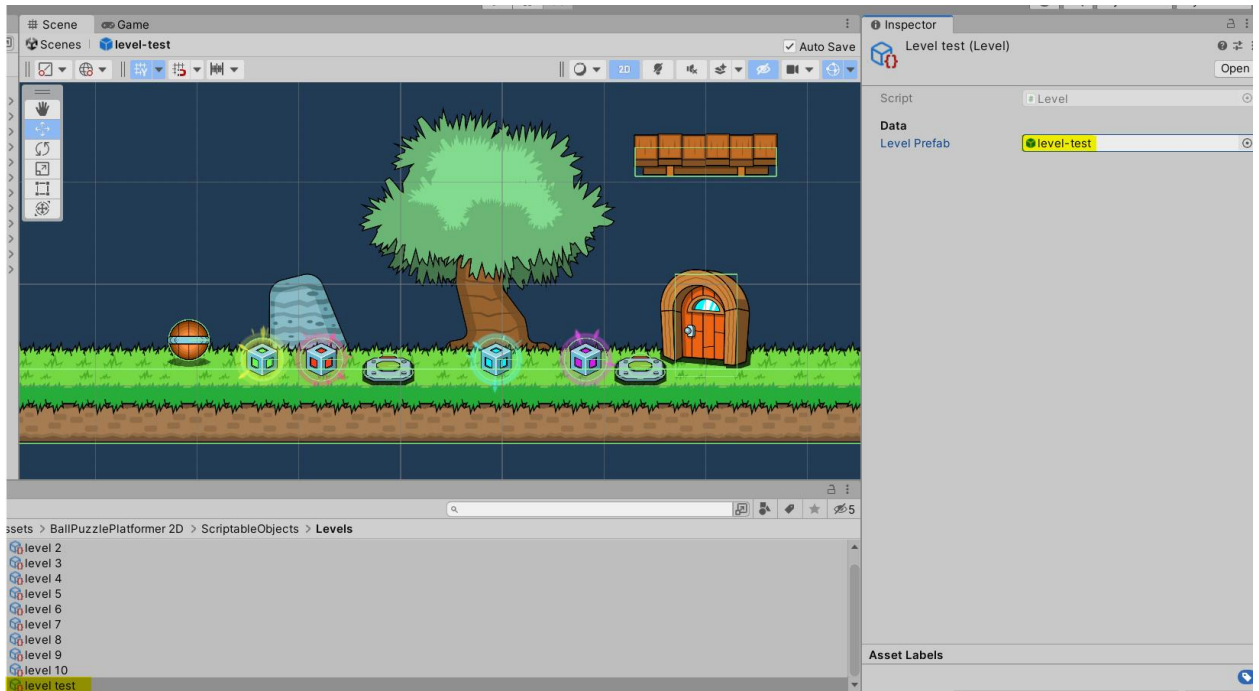 Scene Game
Scenes level-test
Auto Save
2D
Inspector
Level test (Level)
Open
Script Level
Data
Level Prefab level-test
5
ssets > BallPuzzlePlatformer 2D > ScriptableObjects > Levels
level 2
level 3
level 4
level 5
level 6
level 7
level 8
level 9
level 10
level test
Asset Labels